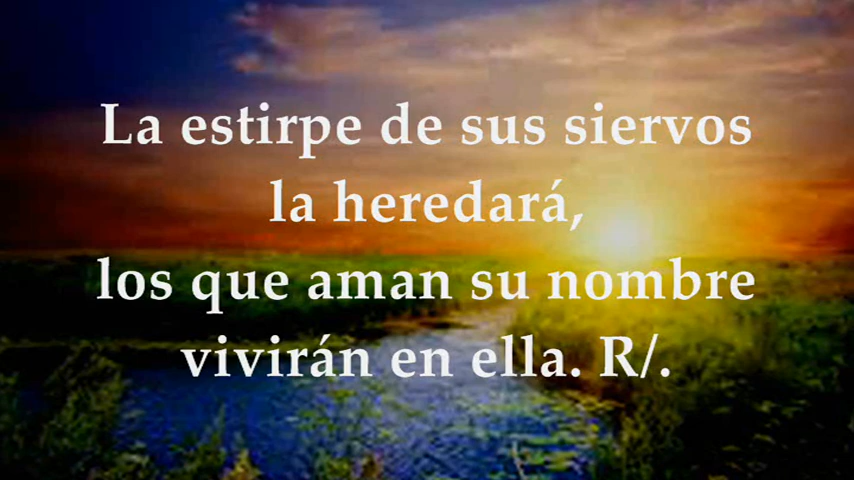 La estirpe de sus siervos
la heredará,
los que aman su nombre
vivirán en ella. R/.